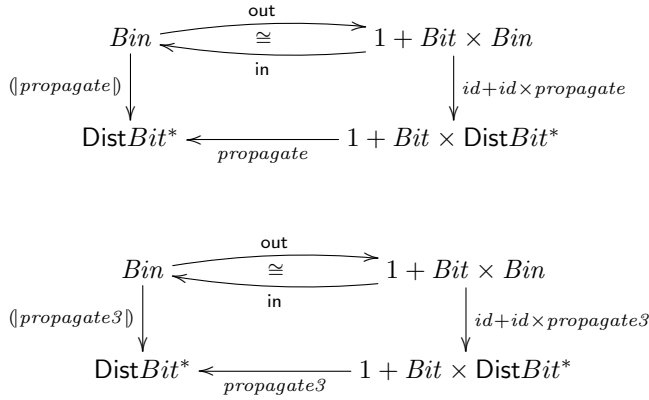 out
Bin ≅ 1 + Bit × Bin
in
(|propagate|) id+id×propagate
DistBit* 1 + Bit × DistBit*
propagate
out
Bin ≅ 1 + Bit × Bin
in
(|propagate3|) id+id×propagate3
DistBit* 1 + Bit × DistBit*
propagate3